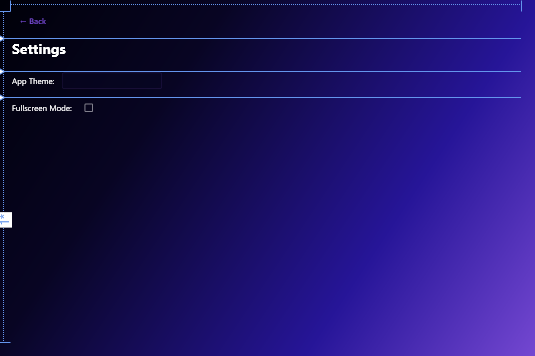 ← Back
Settings
App Theme:
Fullscreen Mode: